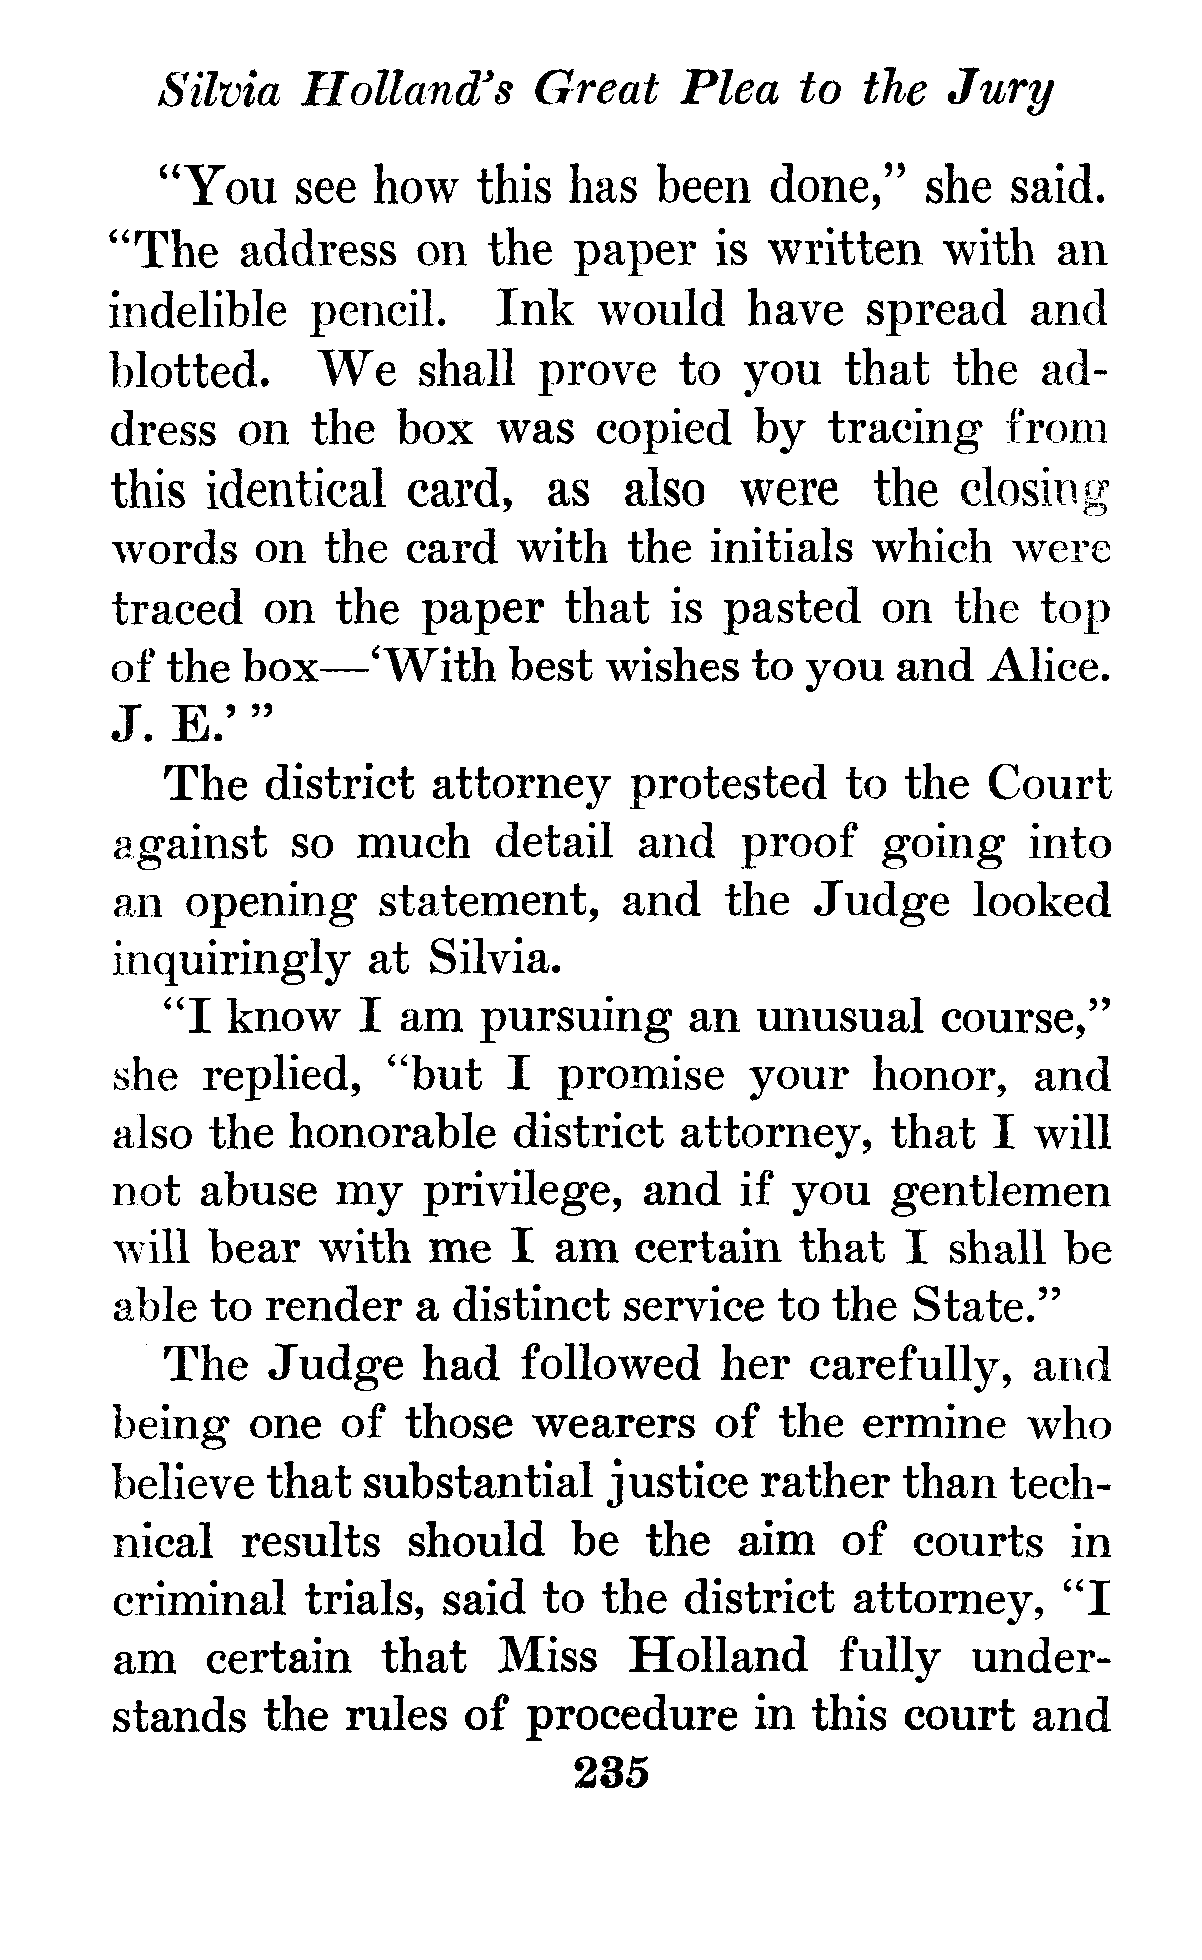 Silvia Holland's Great Plea to the Jury
“You see how this has been done,” she said.
“The address on the paper is written with an
indelible pencil. Ink would have spread and
blotted. We shall prove to you that the ad-
dress on the box was copied by tracing from
this identical card, as also were the closing
words on the card with the initials which were
traced on the paper that is pasted on the top
of the box—‘With best wishes to you and Alice.
J. E.’ ”
The district attorney protested to the Court
against so much detail and proof going into
an opening statement, and the Judge looked
inquiringly at Silvia.
“I know I am pursuing an unusual course,”
she replied, “but I promise your honor, and
also the honorable district attorney, that I will
not abuse my privilege, and if you gentlemen
will bear with me I am certain that I shall be
able to render a distinct service to the State.”
The Judge had followed her carefully, and
being one of those wearers of the ermine who
believe that substantial justice rather than tech-
nical results should be the aim of courts in
criminal trials, said to the district attorney, “I
am certain that Miss Holland fully under-
stands the rules of procedure in this court and
235